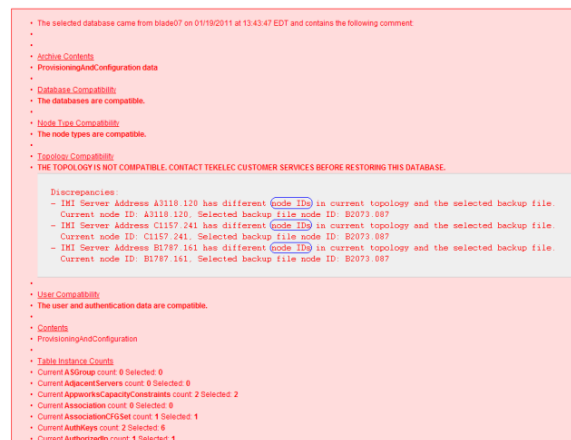 The selected database came from blade07 on 01/19/2011 at 13:43:47 EDT and contains the following comment:
Archive Contents
ProvisioningAndConfiguration data
Database Compatibility
The databases are compatible.
Node Type Compatibility
The node types are compatible.
Topology Compatibility
THE TOPOLOGY IS NOT COMPATIBLE. CONTACT TEKELEC CUSTOMER SERVICES BEFORE RESTORING THIS DATABASE.
Discrepancies:
- IMI Server Address A3118.120 has different node IDs in current topology and the selected backup file.
Current node ID: A3118.120, Selected backup file node ID: B2073.087
- IMI Server Address C1157.241 has different node IDs in current topology and the selected backup file.
Current node ID: C1157.241, Selected backup file node ID: B2073.087
- IMI Server Address B1787.161 has different node IDs in current topology and the selected backup file.
Current node ID: B1787.161, Selected backup file node ID: B2073.087
User Compatibility
The user and authentication data are compatible.
Contents
ProvisioningAndConfiguration
Table Instance Counts
Current ASGroup count: 0 Selected: 0
Current AdjacentServers count: 0 Selected: 0
Current AppworksCapacityConstraints count: 2 Selected: 2
Current Association count: 0 Selected: 0
Current AssociationCFGSet count: 1 Selected: 1
Current AuthKeys count: 2 Selected: 6
Current AuthorizedIp count: 1 Selected: 1